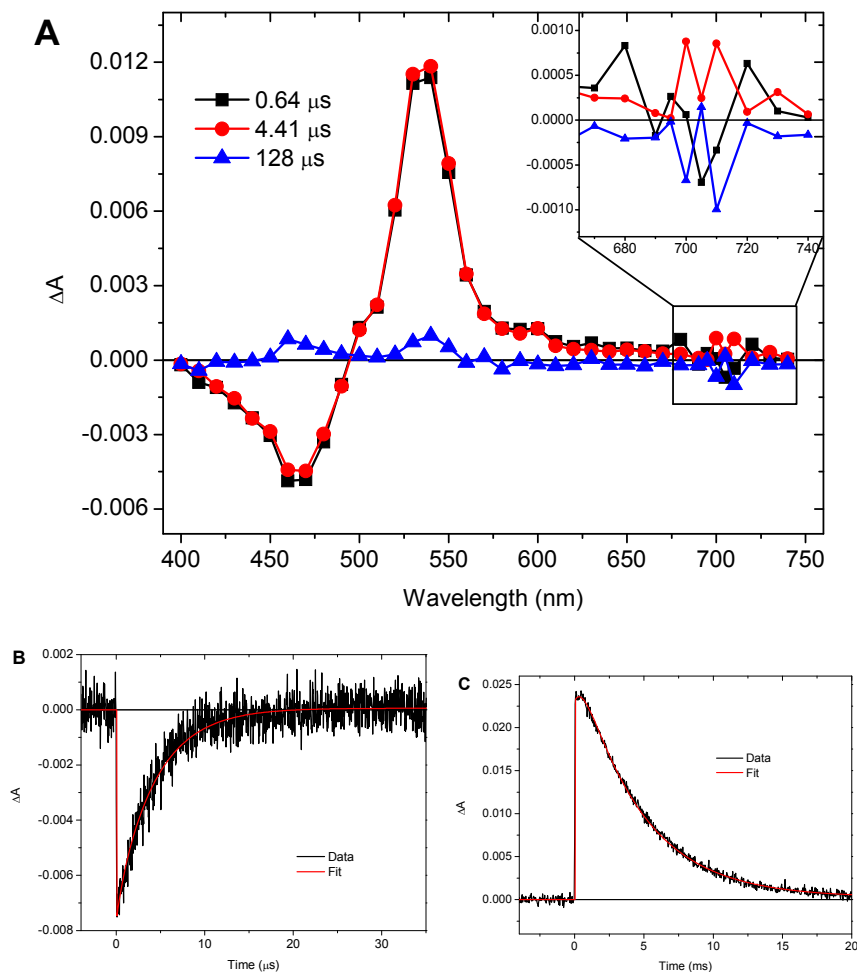 A
0.012
0.009
0.006
0.003
0.000
-0.003
-0.006
ΔA
0.64 μs
4.41 μs
128 μs
400 450 500 550 600 650 700 750
Wavelength (nm)
0.0010
0.0005
0.0000
-0.0005
-0.0010
680 700 720 740
B
0.002
0.000
-0.002
-0.004
-0.006
-0.008
ΔA
Data
Fit
0 10 20 30
Time (μs)
C
0.025
0.020
0.015
0.010
0.005
0.000
ΔA
Data
Fit
0 5 10 15 20
Time (ms)